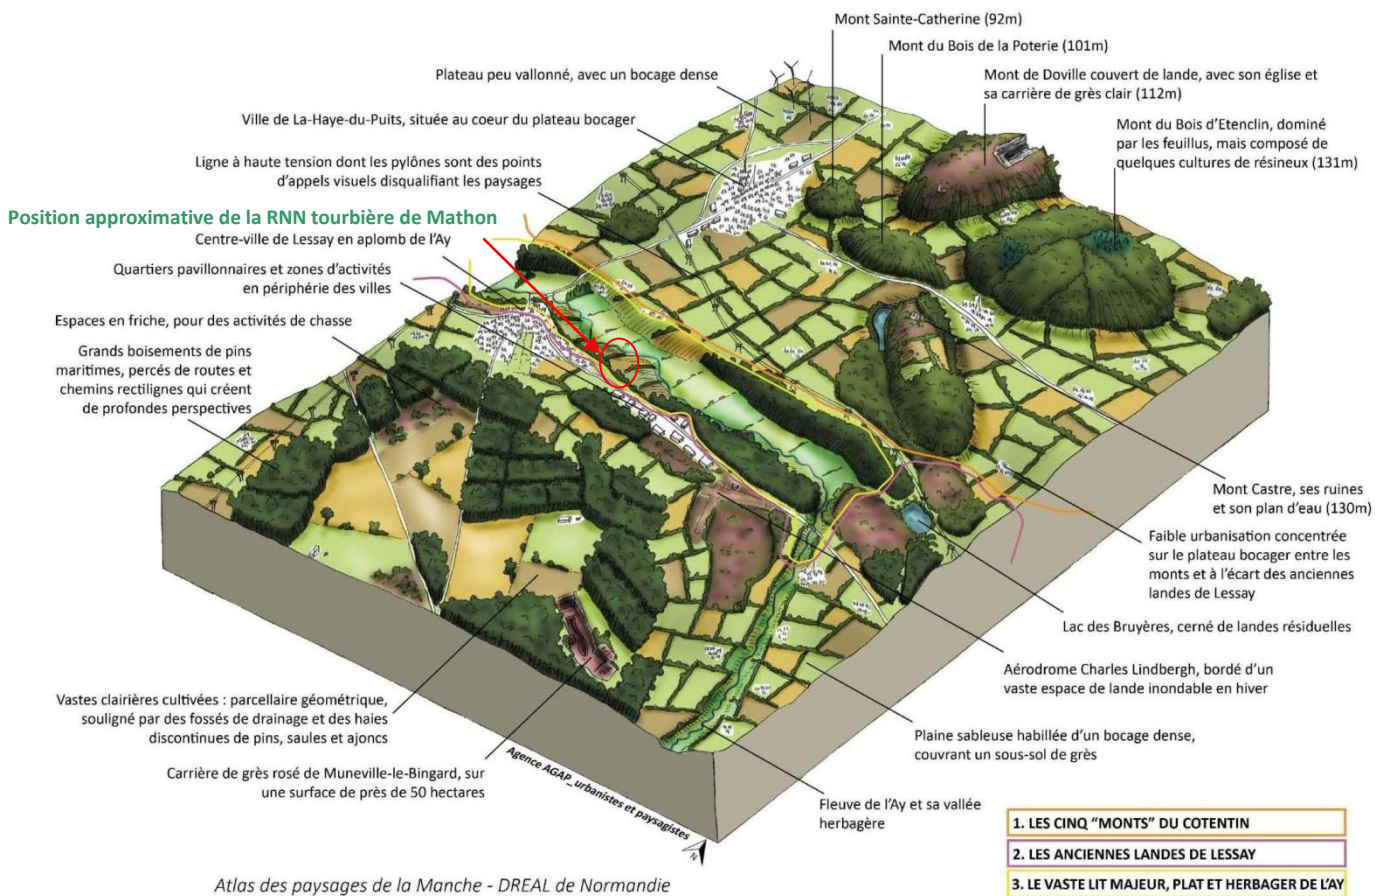 Mont Sainte-Catherine (92m)
Mont du Bois de la Poterie (101m)
Plateau peu vallonné, avec un bocage dense
Mont de Doville couvert de lande, avec son église et
sa carrière de grès clair (112m)
Ville de La-Haye-du-Puits, située au coeur du plateau bocager
Mont du Bois d'Etenclin, dominé
par les feuillus, mais composé de
quelques cultures de résineux (131m)
Ligne à haute tension dont les pylônes sont des points
d'appels visuels disqualifiant les paysages
Position approximative de la RNN tourbière de Mathon
Centre-ville de Lessay en aplomb de l'Ay
Quartiers pavillonnaires et zones d'activités
en périphérie des villes
Espaces en friche, pour des activités de chasse
Grands boisements de pins
maritimes, percés de routes et
chemins rectilignes qui créent
de profondes perspectives
Mont Castre, ses ruines
et son plan d'eau (130m)
Faible urbanisation concentrée
sur le plateau bocager entre les
monts et à l'écart des anciennes
landes de Lessay
Lac des Bruyères, cerné de landes résiduelles
Aérodrome Charles Lindbergh, bordé d'un
vaste espace de lande inondable en hiver
Vastes clairières cultivées : parcellaire géométrique,
souligné par des fossés de drainage et des haies
discontinues de pins, saules et ajoncs
Plaine sableuse habillée d'un bocage dense,
couvrant un sous-sol de grès
Carrière de grès rosé de Muneville-le-Bingard, sur
une surface de près de 50 hectares
Agence AGAP_urbanistes et paysagistes
N
Fleuve de l'Ay et sa vallée
herbagère
1. LES CINQ "MONTS" DU COTENTIN
2. LES ANCIENNES LANDES DE LESSAY
3. LE VASTE LIT MAJEUR, PLAT ET HERBAGER DE L'AY
Atlas des paysages de la Manche - DREAL de Normandie